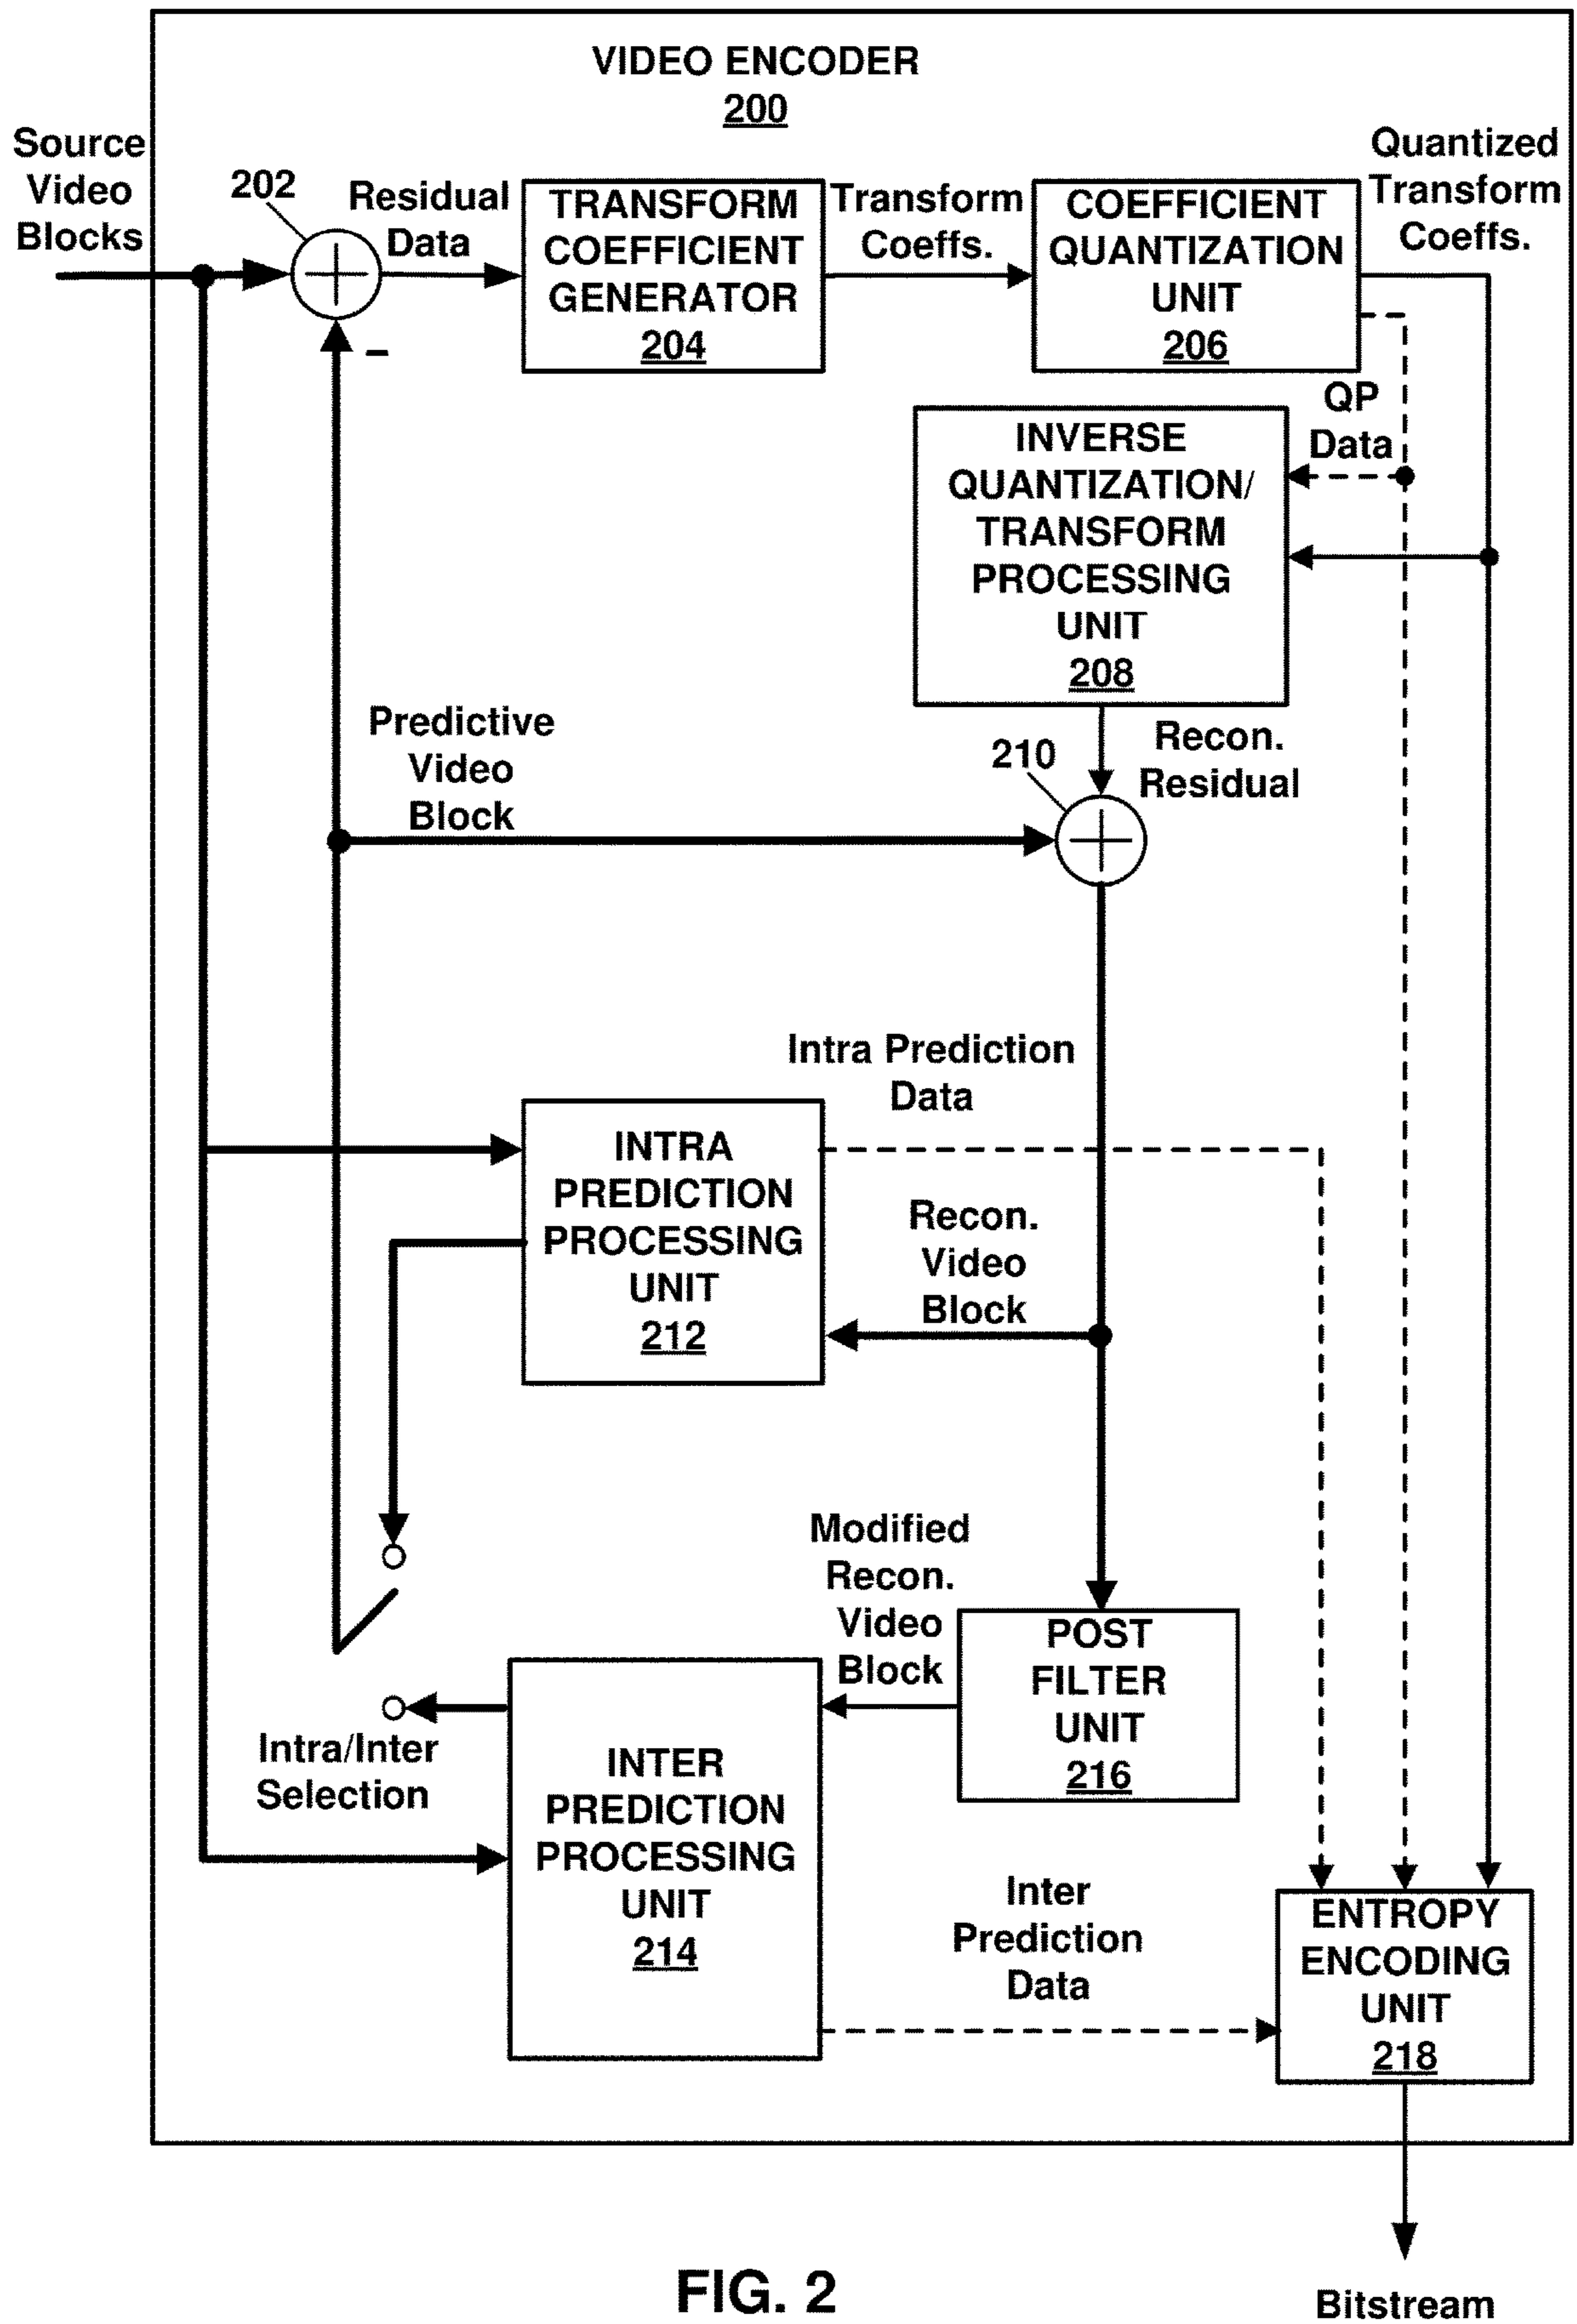 VIDEO ENCODER
200
Source
Video
Blocks
202
Residual
Data
TRANSFORM
COEFFICIENT
GENERATOR
204
Transform
Coeffs.
COEFFICIENT
QUANTIZATION
UNIT
206
Quantized
Transform
Coeffs.
-
QP
Data
INVERSE
QUANTIZATION/
TRANSFORM
PROCESSING
UNIT
208
Predictive
Video
Block
210
Recon.
Residual
Intra Prediction
Data
INTRA
PREDICTION
PROCESSING
UNIT
212
Recon.
Video
Block
Modified
Recon.
Video
Block
POST
FILTER
UNIT
216
Intra/Inter
Selection
INTER
PREDICTION
PROCESSING
UNIT
214
Inter
Prediction
Data
ENTROPY
ENCODING
UNIT
218
FIG. 2
Bitstream